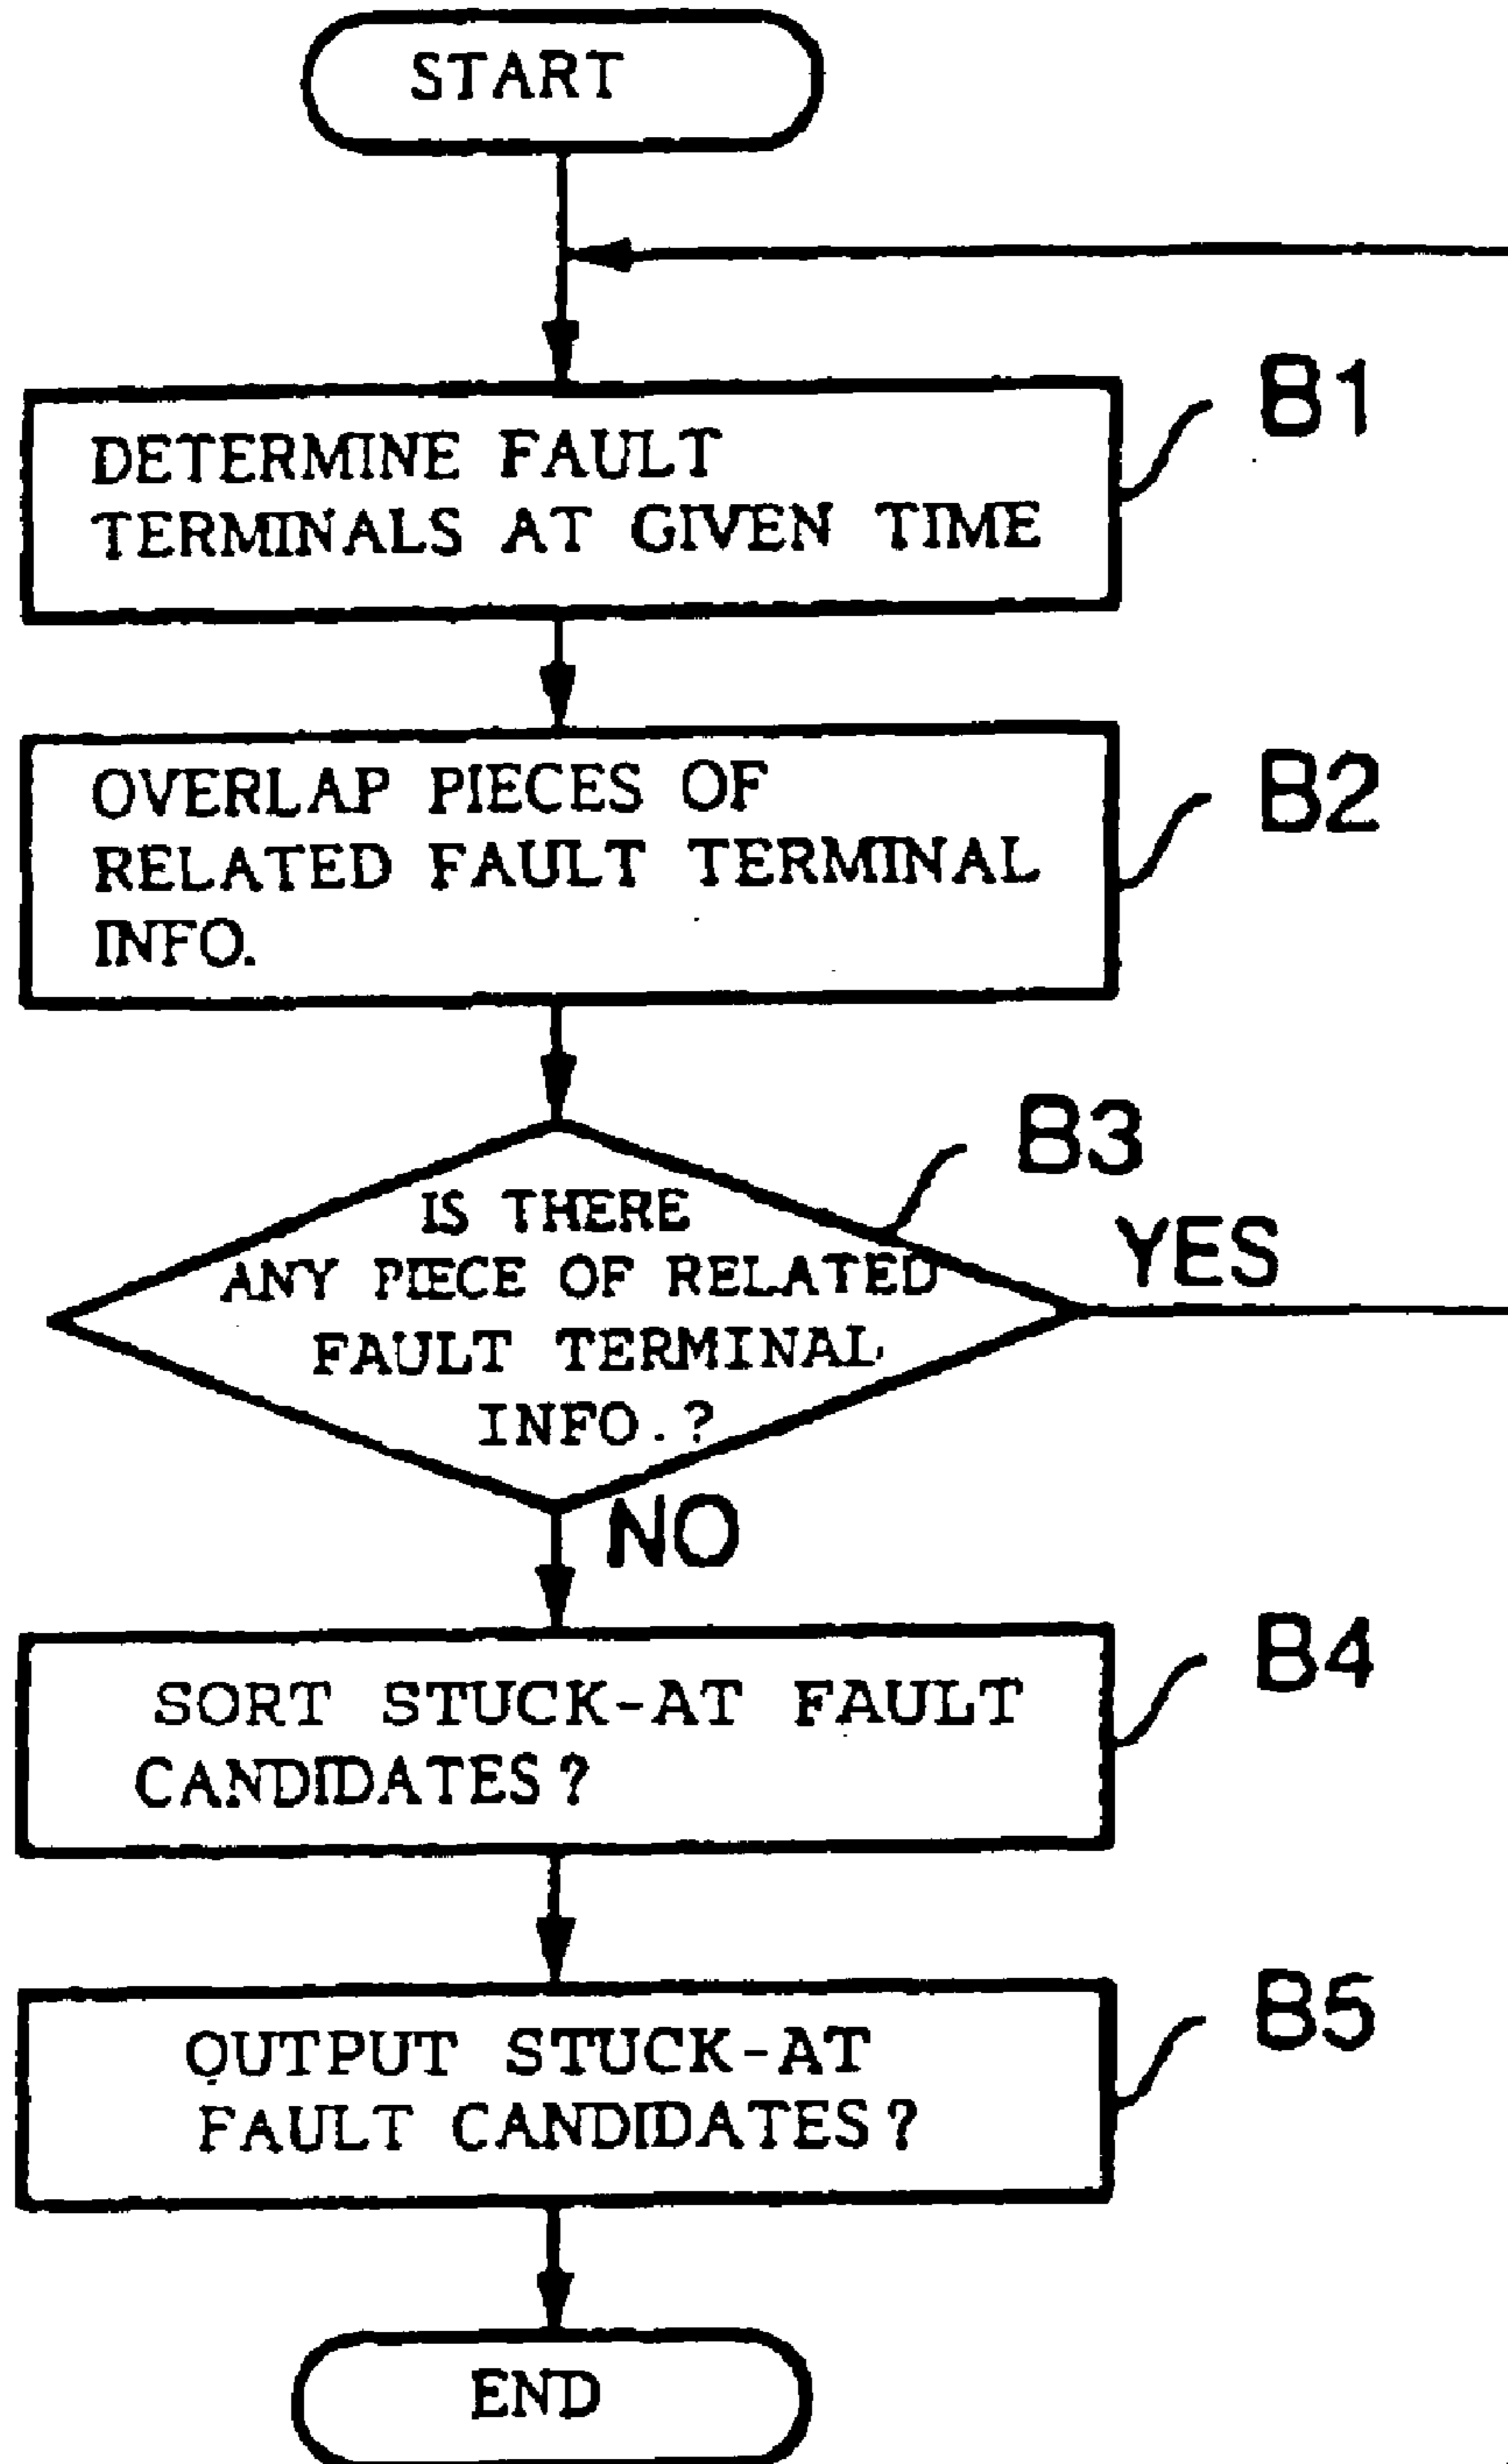 START
B1
DETERMINE FAULT
TERMINALS AT GIVEN TIME
B2
OVERLAP PIECES OF
RELATED FAULT TERMINAL
INFO.
B3
IS THERE
ANY PIECE OF RELATED
FAULT TERMINAL
INFO.?
YES
NO
B4
SORT STUCK-AT FAULT
CANDIDATES?
B5
OUTPUT STUCK-AT
FAULT CANDIDATES?
END